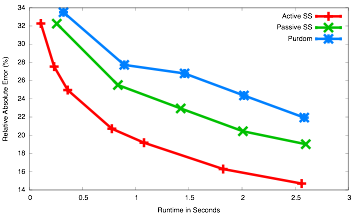 34
32
30
28
26
24
22
20
18
16
14
Relative Absolute Error (%)
Active SS
Passive SS
Purdom
0 0.5 1 1.5 2 2.5 3
Runtime in Seconds